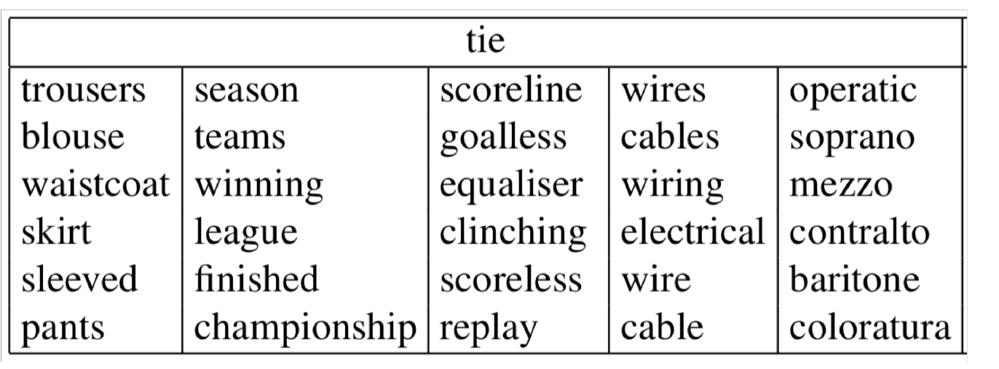 tie
trousers season scoreline wires operatic
blouse teams goalless cables soprano
waistcoat winning equaliser wiring mezzo
skirt league clinching electrical contralto
sleeved finished scoreless wire baritone
pants championship replay cable coloratura